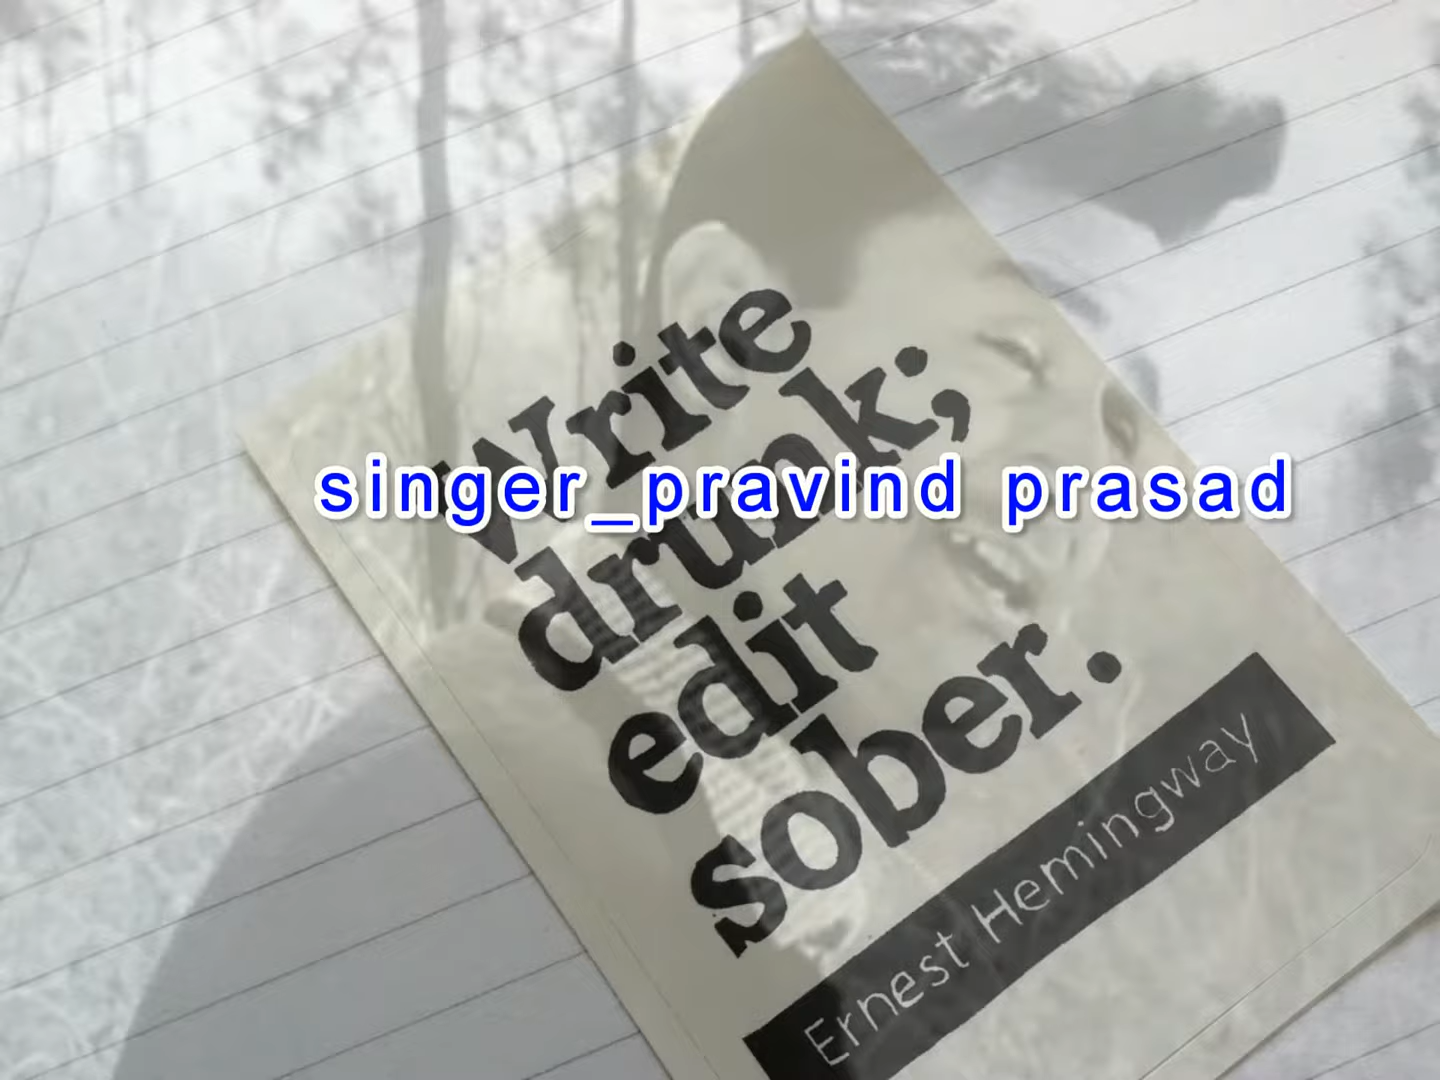 Write
drunk;
edit
sober.
Ernest Hemingway
singer_pravind prasad